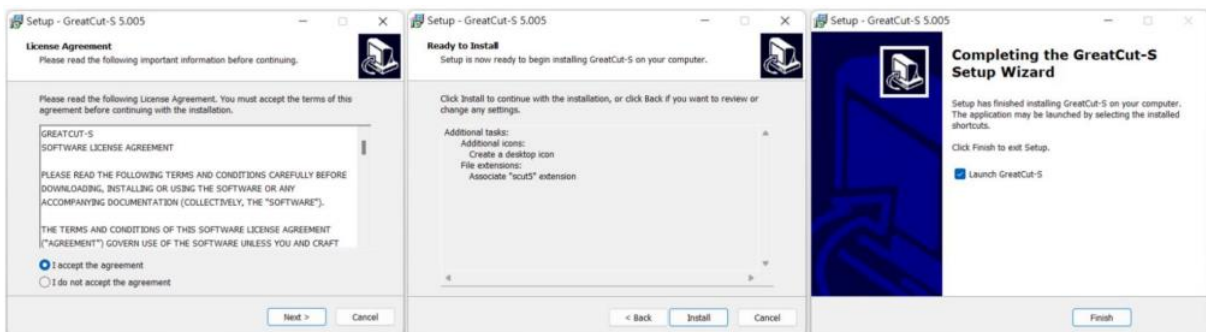 Setup - GreatCut-S 5.005
License Agreement
Please read the following important information before continuing.
Please read the following License Agreement. You must accept the terms of this
agreement before continuing with the installation.
GREATCUT-S
SOFTWARE LICENSE AGREEMENT
PLEASE READ THE FOLLOWING TERMS AND CONDITIONS CAREFULLY BEFORE
DOWNLOADING, INSTALLING OR USING THE SOFTWARE OR ANY
ACCOMPANYING DOCUMENTATION (COLLECTIVELY, THE "SOFTWARE").
THE TERMS AND CONDITIONS OF THIS SOFTWARE LICENSE AGREEMENT
("AGREEMENT") GOVERN USE OF THE SOFTWARE UNLESS YOU AND CRAFT
I accept the agreement
I do not accept the agreement
Next >
Cancel
Setup - GreatCut-S 5.005
Ready to Install
Setup is now ready to begin installing GreatCut-S on your computer.
Click Install to continue with the installation, or click Back if you want to review or
change any settings.
Additional tasks:
Additional icons:
Create a desktop icon
File extensions:
Associate "scut5" extension
< Back
Install
Cancel
Setup - GreatCut-S 5.005
Completing the GreatCut-S
Setup Wizard
Setup has finished installing GreatCut-S on your computer.
The application may be launched by selecting the installed
shortcuts.
Click Finish to exit Setup.
Launch GreatCut-S
Finish